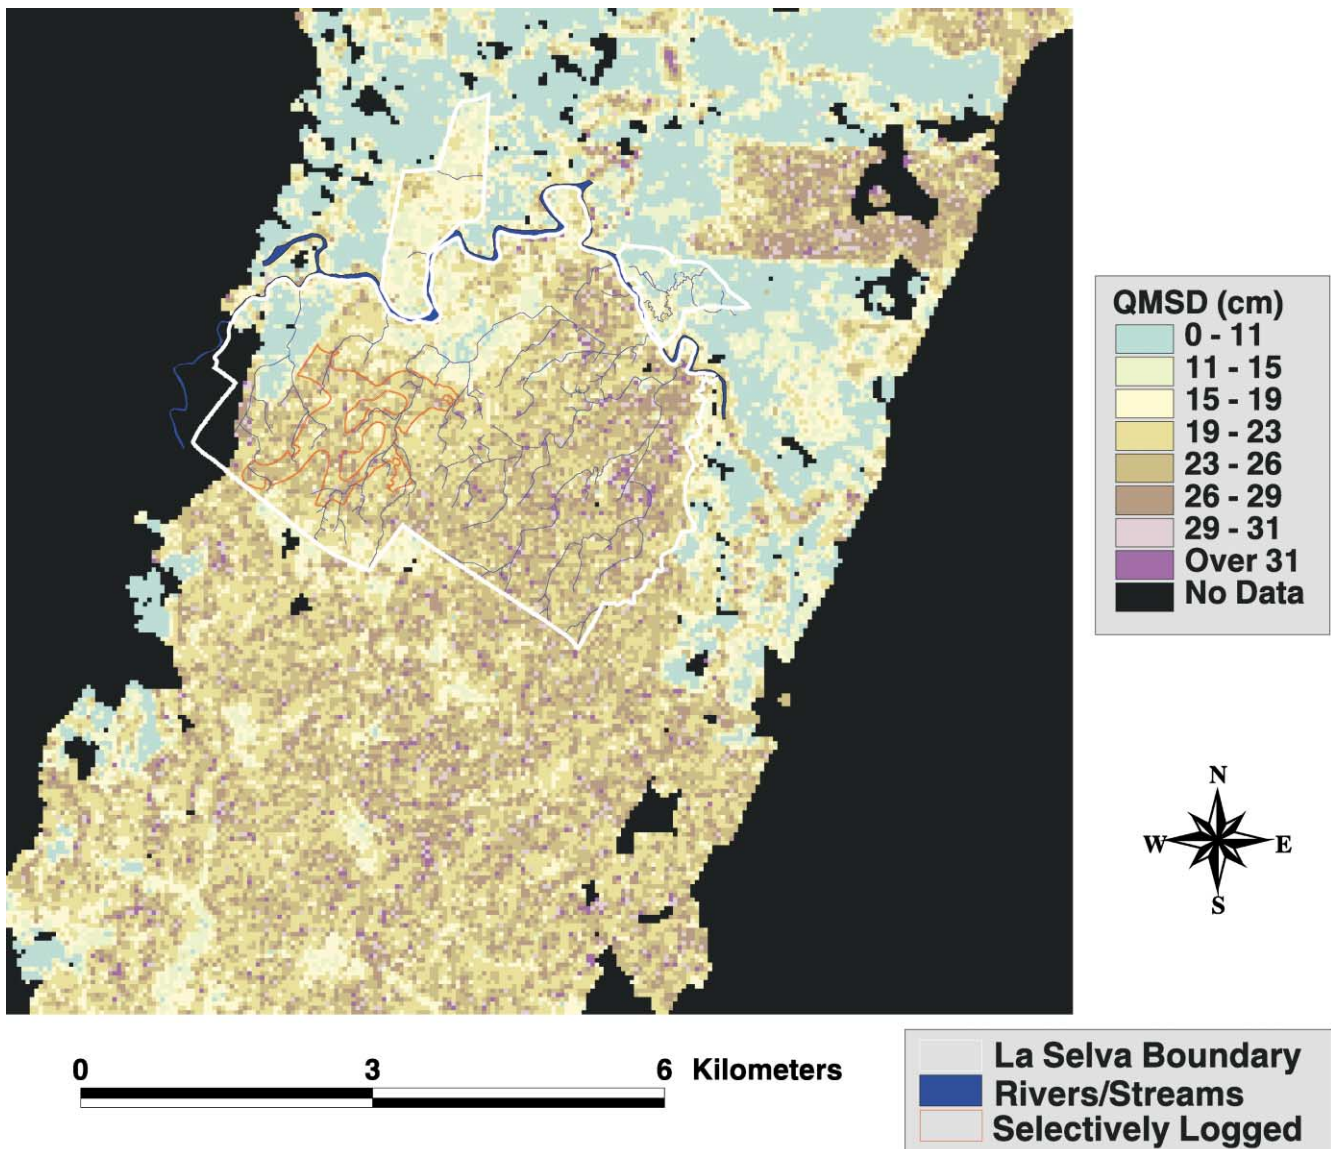 QMSD (cm)
0 - 11
11 - 15
15 - 19
19 - 23
23 - 26
26 - 29
29 - 31
Over 31
No Data
N
W E
S
0 3 6 Kilometers
La Selva Boundary
Rivers/Streams
Selectively Logged